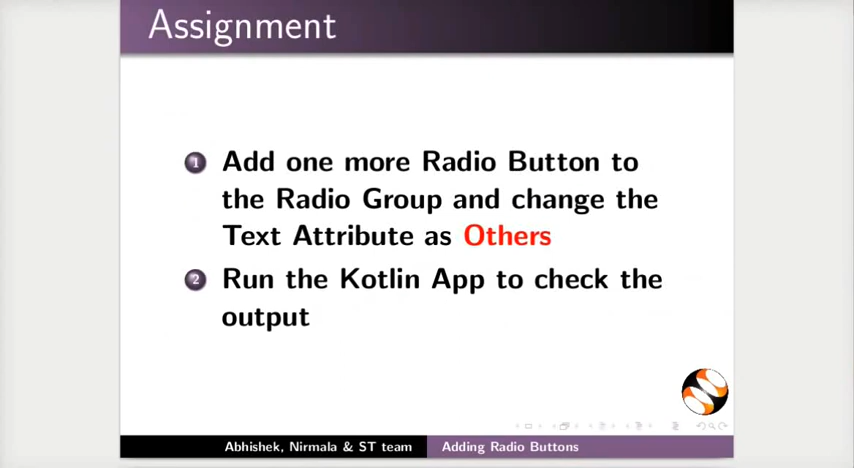 Assignment
1 Add one more Radio Button to
the Radio Group and change the
Text Attribute as Others
2 Run the Kotlin App to check the
output
Abhishek, Nirmala & ST team Adding Radio Buttons